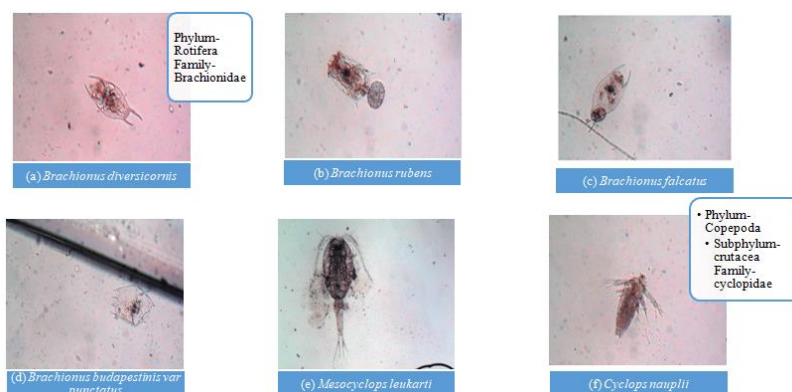 Phylum-
Rotifera
Family-
Brachionidae
(a) Brachionus diversicornis
(b) Brachionus rubens
(c) Brachionus falcatus
• Phylum-
Copepoda
• Subphylum-
crutacea
Family-
cyclopidae
(d) Brachionus budapestinis var
punctatus
(e) Mesocyclops leukarti
(f) Cyclops nauplii